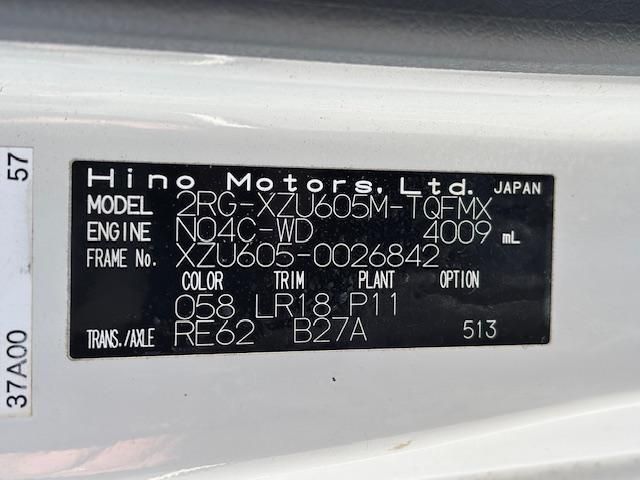 Hino Motors, Ltd. JAPAN
MODEL 2RG-XZU605M-TQFMX
ENGINE N04C-WD 4009 mL
FRAME No. XZU605-0026842
COLOR TRIM PLANT OPTION
058 LR18 P11
TRANS./AXLE RE62 B27A 513
37A00 57